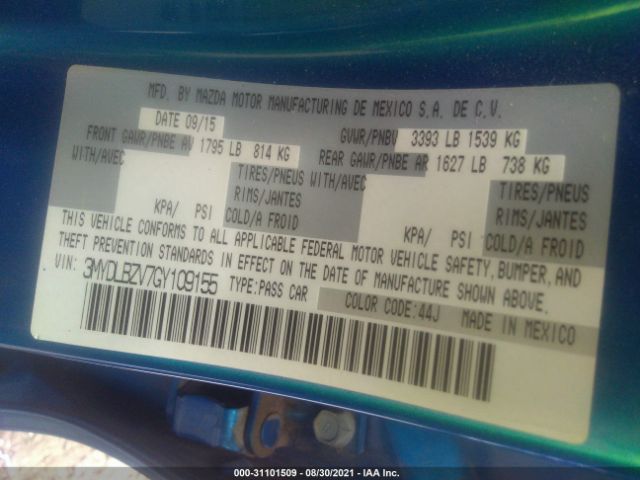 MFD. BY MAZDA MOTOR MANUFACTURING DE MEXICO S.A. DE C.V.
DATE 09/15 GVWR/PNBV 3393 LB 1539 KG
FRONT GAWR/PNBE AV 1795 LB 814 KG REAR GAWR/PNBE AR 1627 LB 738 KG
WITH/AVEC TIRES/PNEUS WITH/AVEC TIRES/PNEUS
RIMS/JANTES RIMS/JANTES
KPA/ PSI COLD/A FROID KPA/ PSI COLD/A FROID
THIS VEHICLE CONFORMS TO ALL APPLICABLE FEDERAL MOTOR VEHICLE SAFETY, BUMPER, AND
THEFT PREVENTION STANDARDS IN EFFECT ON THE DATE OF MANUFACTURE SHOWN ABOVE.
VIN: 3MYDLBZV7GY109155 TYPE:PASS CAR
COLOR CODE:44J MADE IN MEXICO
000-31101509 - 08/30/2021 - IAA Inc.